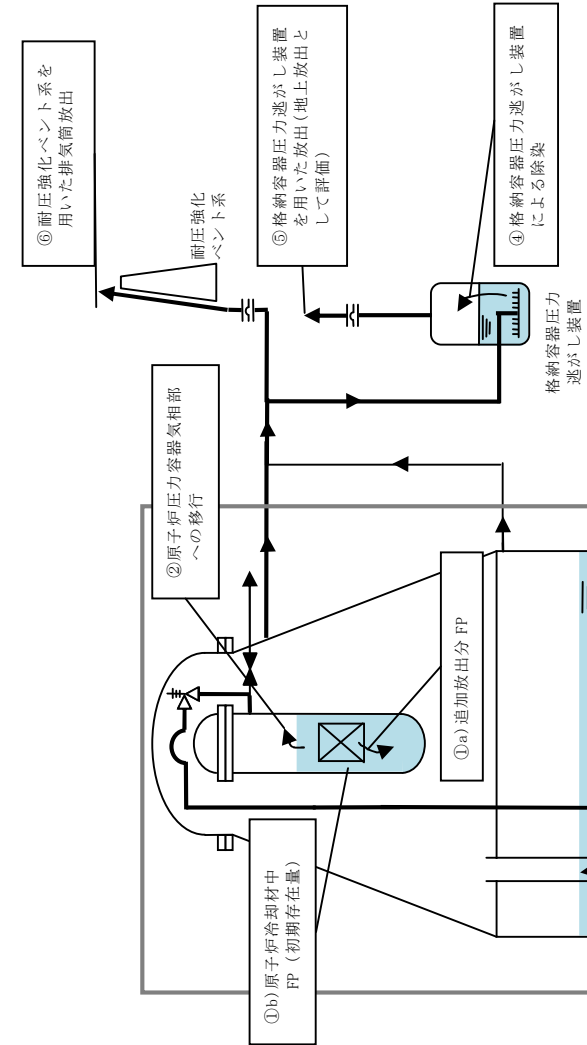 ⑥耐圧強化ベント系を
用いた排気筒放出
耐圧強化
ベント系
⑤格納容器圧力逃がし装置
を用いた放出(地上放出と
して評価)
④格納容器圧力逃がし装置
による除染
格納容器圧力
逃がし装置
②原子炉圧力容器気相部
への移行
①a)追加放出分 FP
①b)原子炉冷却材中
FP（初期存在量）